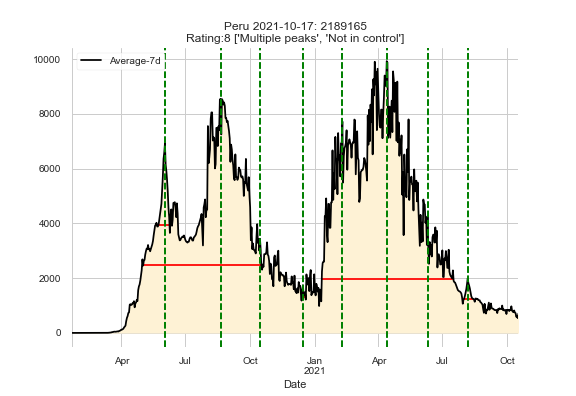 Peru 2021-10-17: 2189165
Rating:8 ['Multiple peaks', 'Not in control']
Average-7d
10000
8000
6000
4000
2000
0
Apr
Jul
Oct
Jan
2021
Apr
Jul
Oct
Date